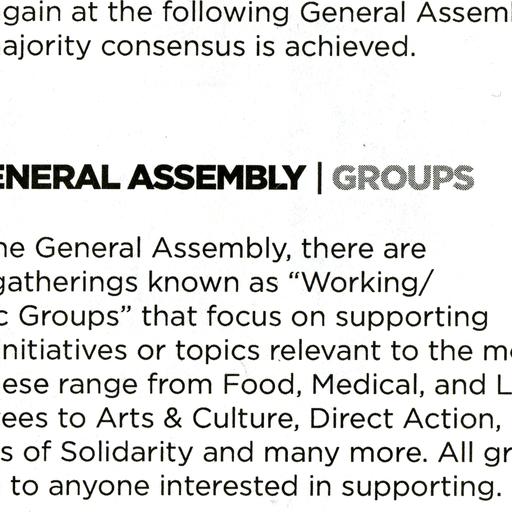 gain at the following General Assem
ajority consensus is achieved.
ENERAL ASSEMBLY | GROUPS
he General Assembly, there are
gatherings known as “Working/
c Groups” that focus on supporting
initiatives or topics relevant to the m
ese range from Food, Medical, and L
ees to Arts & Culture, Direct Action,
s of Solidarity and many more. All gr
to anyone interested in supporting.